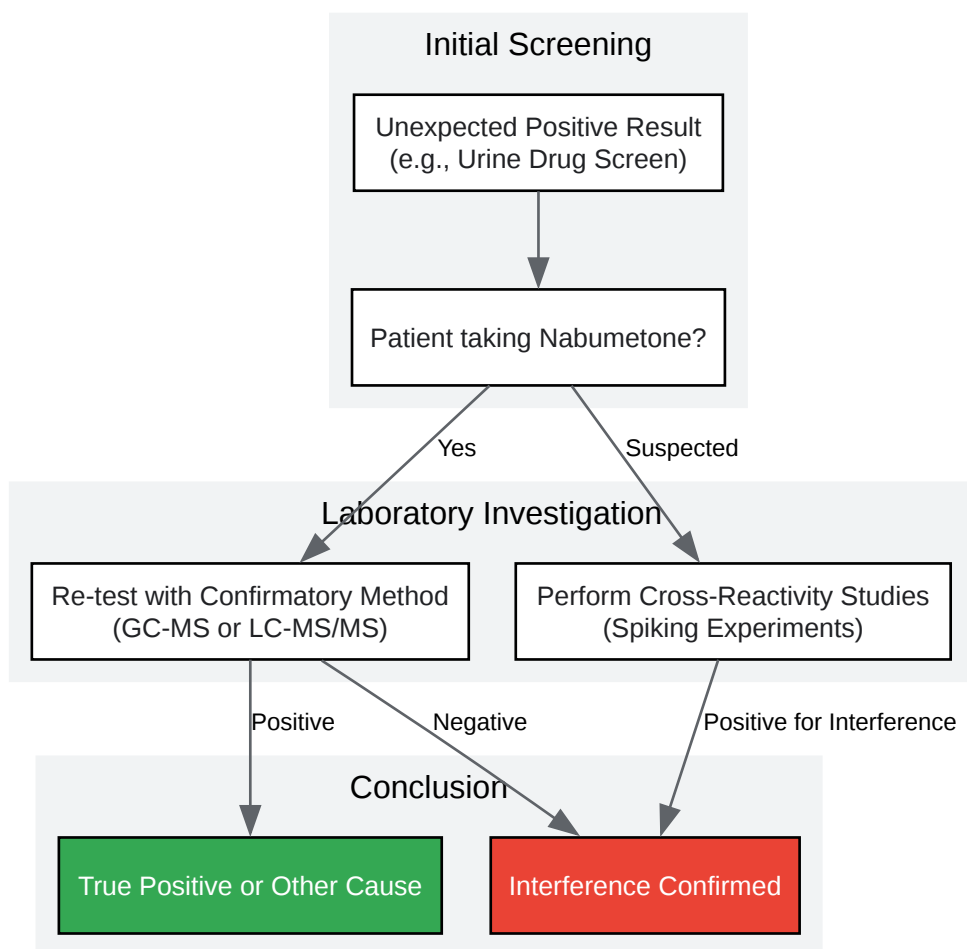 Initial Screening
Unexpected Positive Result
(e.g., Urine Drug Screen)
Patient taking Nabumetone?
Yes
Suspected
Laboratory Investigation
Re-test with Confirmatory Method
(GC-MS or LC-MS/MS)
Perform Cross-Reactivity Studies
(Spiking Experiments)
Positive
Negative
Positive for Interference
Conclusion
True Positive or Other Cause
Interference Confirmed